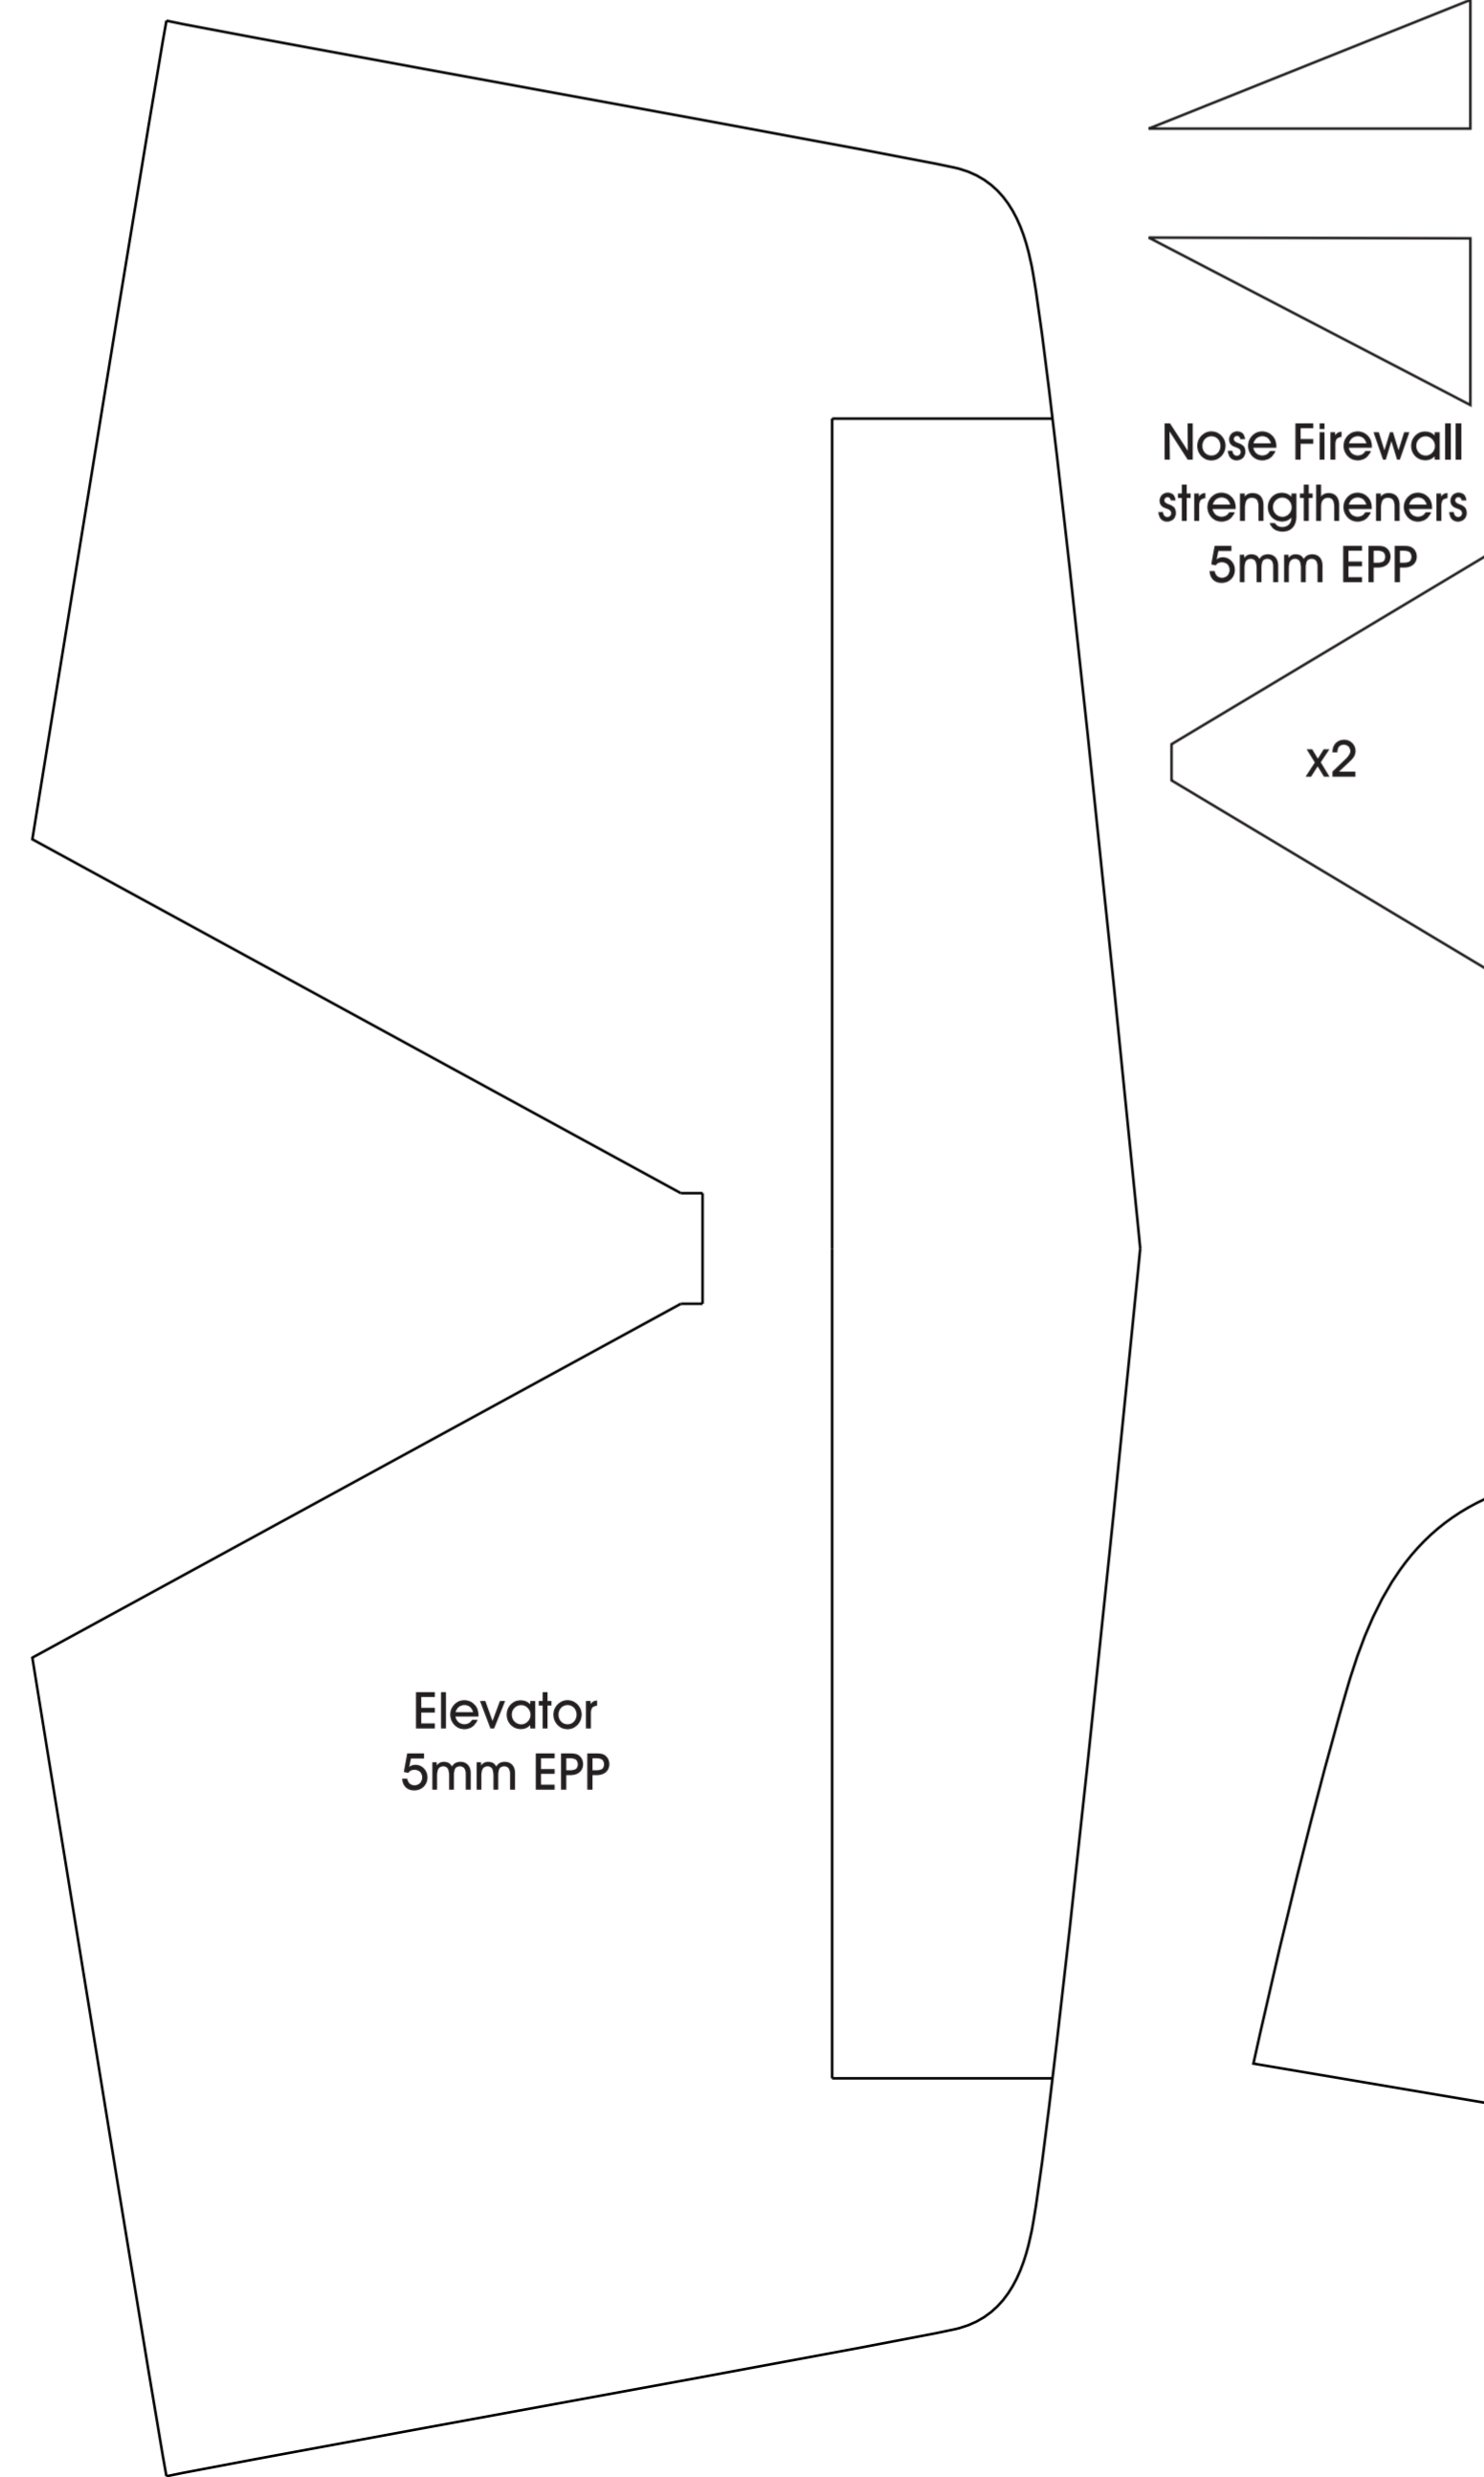 Nose Firewall
strengtheners
5mm EPP
x2
Elevator
5mm EPP